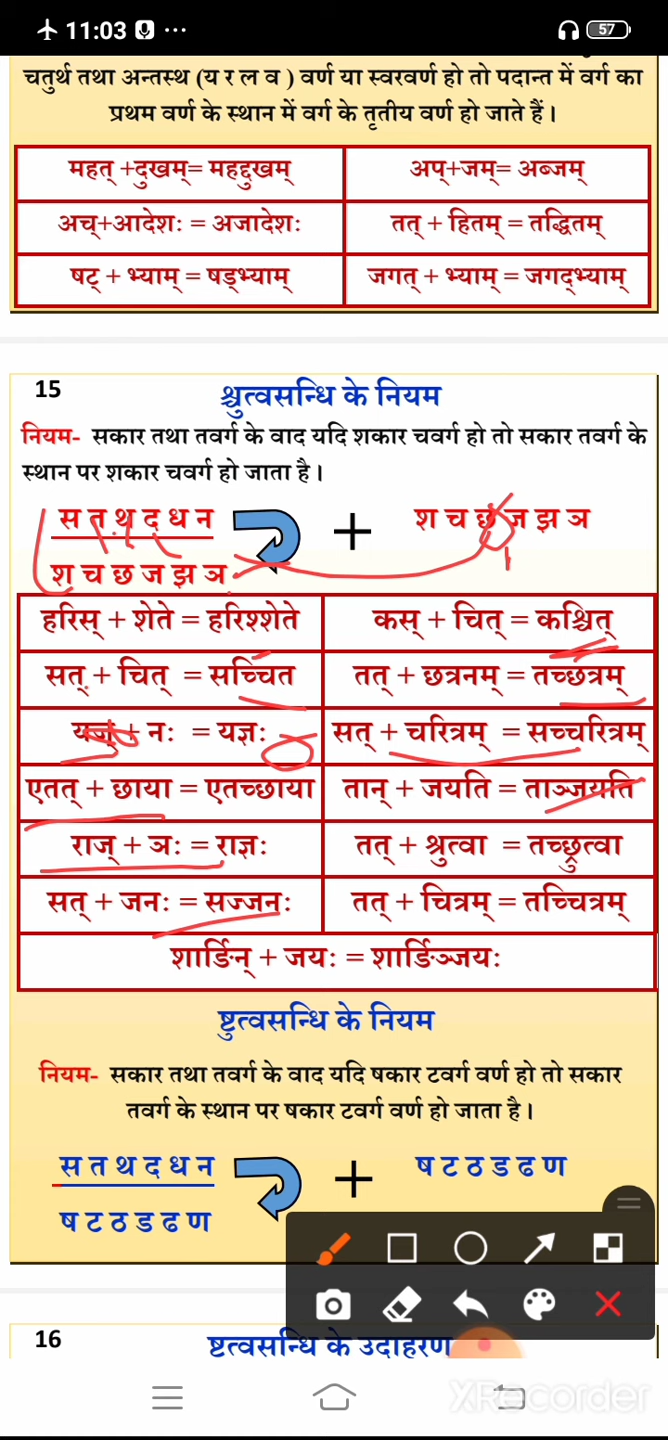 11:03 ... 57
चतुर्थ तथा अन्तस्थ (य र ल व ) वर्ण या स्वरवर्ण हो तो पदान्त में वर्ग का
प्रथम वर्ण के स्थान में वर्ग के तृतीय वर्ण हो जाते हैं।
महत् +दुखम्= महद्दुखम् अप्+जम्= अब्जम्
अच्+आदेशः = अजादेशः तत् + हितम् = तद्धितम्
षट् + भ्याम् = षड्भ्याम् जगत् + भ्याम् = जगद्भ्याम्
15 श्चुत्वसन्धि के नियम
नियम- सकार तथा तवर्ग के बाद यदि शकार चवर्ग हो तो सकार तवर्ग के
स्थान पर शकार चवर्ग हो जाता है।
स त थ द ध न + श च छ ज झ ञ
श च छ ज झ ञ
हरिस् + शेते = हरिश्शेते कस् + चित् = कश्चित्
सत् + चित् = सच्चित तत् + छत्रनम् = तच्छत्रम्
यज् + नः = यज्ञः सत् + चरित्रम् = सच्चरित्रम्
एतत् + छाया = एतच्छाया तान् + जयति = ताञ्जयति
राज् + ञः = राज्ञः तत् + श्रुत्वा = तच्छ्रुत्वा
सत् + जनः = सज्जनः तत् + चित्रम् = तच्चित्रम्
शार्ङिन् + जयः = शार्ङिञ्जयः
ष्टुत्वसन्धि के नियम
नियम- सकार तथा तवर्ग के बाद यदि षकार टवर्ग वर्ण हो तो सकार
तवर्ग के स्थान पर षकार टवर्ग वर्ण हो जाता है।
स त थ द ध न + ष ट ठ ड ढ ण
ष ट ठ ड ढ ण
16 ष्टत्वसन्धि के उदाहरण
XRecorder